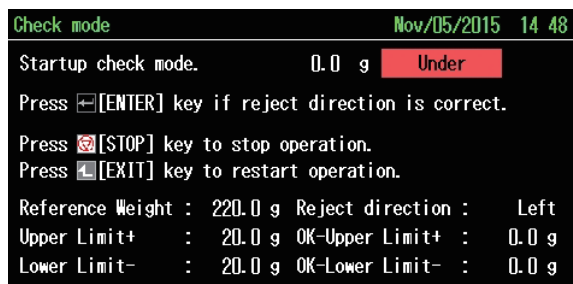 Check mode Nov/05/2015 14 48
Startup check mode. 0.0 g Under
Press [ENTER] key if reject direction is correct.
Press [STOP] key to stop operation.
Press [EXIT] key to restart operation.
Reference Weight : 220.0 g Reject direction : Left
Upper Limit+ : 20.0 g OK-Upper Limit+ : 0.0 g
Lower Limit- : 20.0 g OK-Lower Limit- : 0.0 g